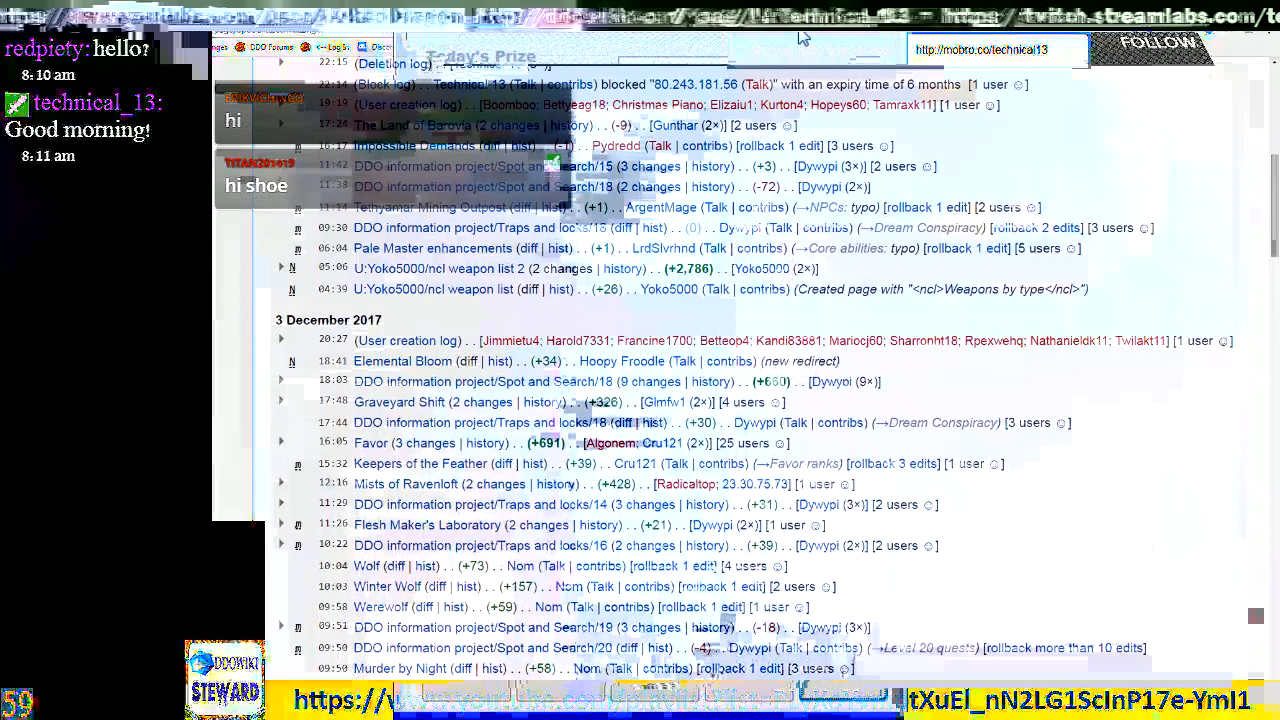 https://twitch.streamlabs.com/
redpiety: hello?
8:10 am
technical_13:
Good morning!
8:11 am
DDO Forums
Today's Prize
http://mobro.co/technical13
FOLLOW
hi
TITAN201419
hi shoe
22:15 (Deletion log)
22:14 (Block log) . . Technical 13 (Talk | contribs) blocked "80.243.181.56 (Talk)" with an expiry time of 6 months [1 user ☺]
19:19 (User creation log) . . [Boomboo; Bettyeag18; Christmas Piano; Elizaiu1; Kurton4; Hopeys60; Tamraxk11] [1 user ☺]
17:24 The Land of Barovia (2 changes | history) . . (-9) . . [Gunthar (2×)] [2 users ☺]
m 16:17 Impossible Demands (diff | hist) . . (-1) . . Pydredd (Talk | contribs) [rollback 1 edit] [3 users ☺]
11:42 DDO information project/Spot and Search/15 (3 changes | history) . . (+3) . . [Dywypi (3×)] [2 users ☺]
11:38 DDO information project/Spot and Search/18 (2 changes | history) . . (-72) . . [Dywypi (2×)]
m 11:14 Tethyamar Mining Outpost (diff | hist) . . (+1) . . ArgentMage (Talk | contribs) (→NPCs: typo) [rollback 1 edit] [2 users ☺]
m 09:30 DDO information project/Traps and locks/18 (diff | hist) . . (0) . . Dywypi (Talk | contribs) (→Dream Conspiracy) [rollback 2 edits] [3 users ☺]
m 06:04 Pale Master enhancements (diff | hist) . . (+1) . . LrdSlvrhnd (Talk | contribs) (→Core abilities: typo) [rollback 1 edit] [5 users ☺]
N 05:06 U:Yoko5000/ncl weapon list 2 (2 changes | history) . . (+2,786) . . [Yoko5000 (2×)]
N 04:39 U:Yoko5000/ncl weapon list (diff | hist) . . (+26) . . Yoko5000 (Talk | contribs) (Created page with "<ncl>Weapons by type</ncl>")
3 December 2017
20:27 (User creation log) . . [Jimmietu4; Harold7331; Francine1700; Betteop4; Kandi83881; Mariocj60; Sharronht18; Rpexwehq; Nathanieldk11; Twilakt11] [1 user ☺]
N 18:41 Elemental Bloom (diff | hist) . . (+34) . . Hoopy Froodle (Talk | contribs) (new redirect)
18:03 DDO information project/Spot and Search/18 (9 changes | history) . . (+660) . . [Dywypi (9×)]
17:48 Graveyard Shift (2 changes | history) . . (+326) . . [Glmfw1 (2×)] [4 users ☺]
17:44 DDO information project/Traps and locks/18 (diff | hist) . . (+30) . . Dywypi (Talk | contribs) (→Dream Conspiracy) [3 users ☺]
16:05 Favor (3 changes | history) . . (+691) . . [Algonem; Cru121 (2×)] [25 users ☺]
m 15:32 Keepers of the Feather (diff | hist) . . (+39) . . Cru121 (Talk | contribs) (→Favor ranks) [rollback 3 edits] [1 user ☺]
12:16 Mists of Ravenloft (2 changes | history) . . (+428) . . [Radicaltop; 23.30.75.73] [1 user ☺]
11:29 DDO information project/Traps and locks/14 (3 changes | history) . . (+31) . . [Dywypi (3×)] [2 users ☺]
m 11:26 Flesh Maker's Laboratory (2 changes | history) . . (+21) . . [Dywypi (2×)] [1 user ☺]
m 10:22 DDO information project/Traps and locks/16 (2 changes | history) . . (+39) . . [Dywypi (2×)] [2 users ☺]
10:04 Wolf (diff | hist) . . (+73) . . Nom (Talk | contribs) [rollback 1 edit] [4 users ☺]
10:03 Winter Wolf (diff | hist) . . (+157) . . Nom (Talk | contribs) [rollback 1 edit] [2 users ☺]
09:58 Werewolf (diff | hist) . . (+59) . . Nom (Talk | contribs) [rollback 1 edit] [1 user ☺]
m 09:51 DDO information project/Spot and Search/19 (3 changes | history) . . (-18) . . [Dywypi (3×)]
m 09:50 DDO information project/Spot and Search/20 (diff | hist) . . (-4) . . Dywypi (Talk | contribs) (→Level 20 quests) [rollback more than 10 edits]
09:50 Murder by Night (diff | hist) . . (+58) . . Nom (Talk | contribs) [rollback 1 edit] [3 users ☺]
59
DDOWIKI
STEWARD
tXuEl_nN2LG1ScInP17e-YmI1